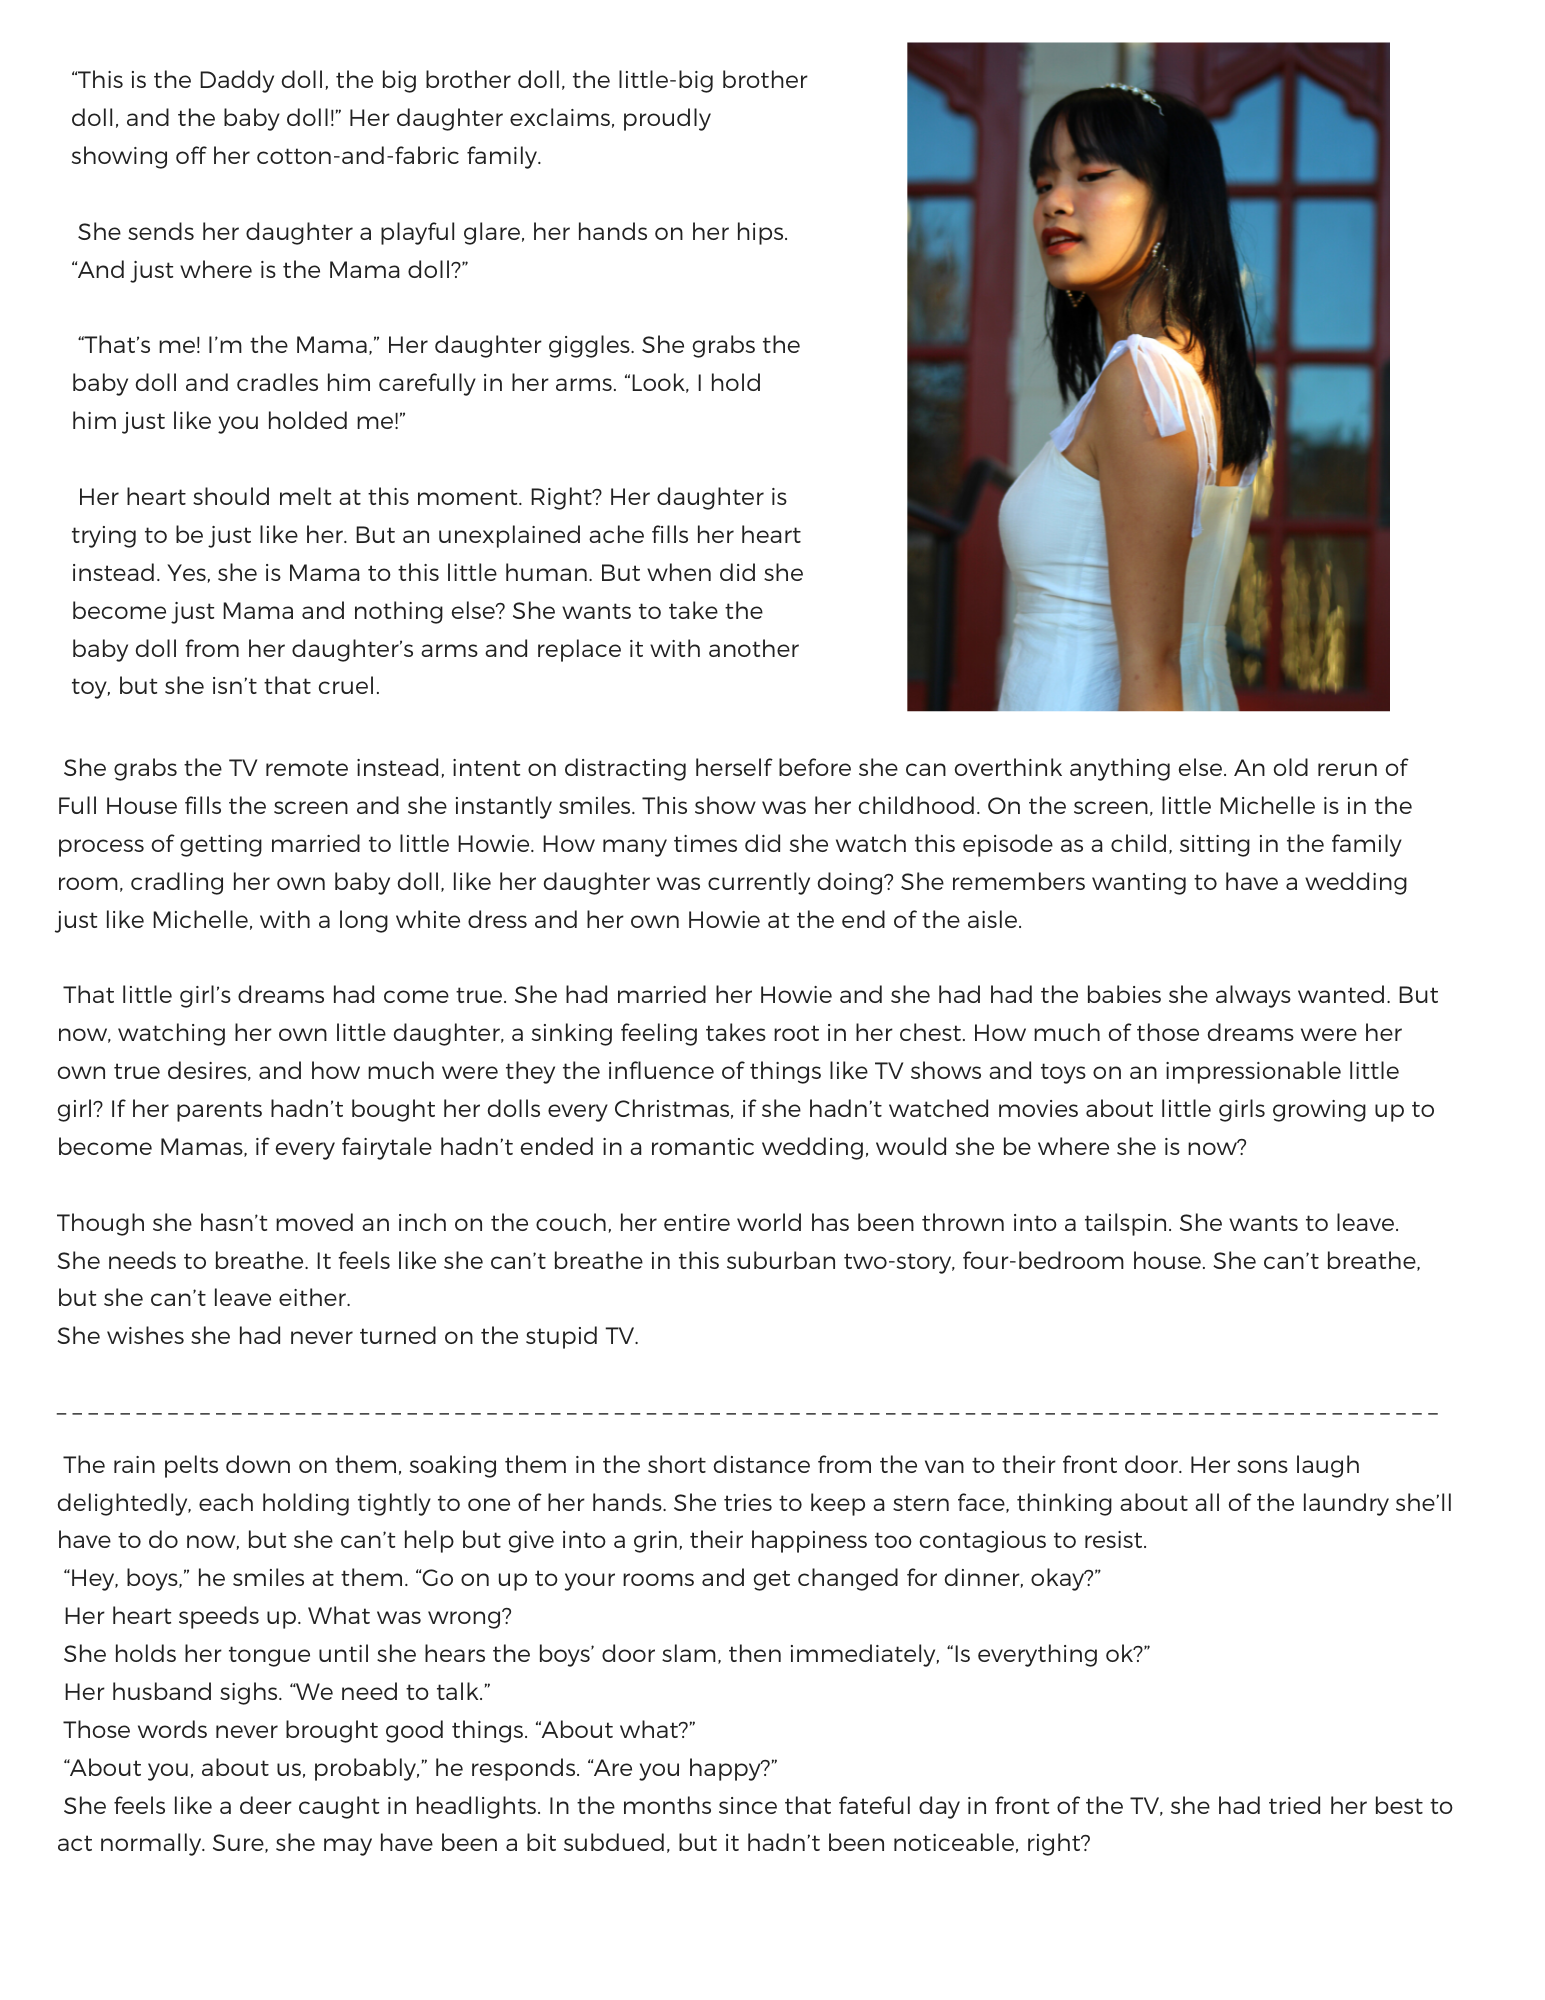 “This is the Daddy doll, the big brother doll, the little-big brother
doll, and the baby doll!” Her daughter exclaims, proudly
showing off her cotton-and-fabric family.
She sends her daughter a playful glare, her hands on her hips.
“And just where is the Mama doll?”
“That’s me! I’m the Mama,” Her daughter giggles. She grabs the
baby doll and cradles him carefully in her arms. “Look, I hold
him just like you holded me!”
Her heart should melt at this moment. Right? Her daughter is
trying to be just like her. But an unexplained ache fills her heart
instead. Yes, she is Mama to this little human. But when did she
become just Mama and nothing else? She wants to take the
baby doll from her daughter’s arms and replace it with another
toy, but she isn’t that cruel.
She grabs the TV remote instead, intent on distracting herself before she can overthink anything else. An old rerun of
Full House fills the screen and she instantly smiles. This show was her childhood. On the screen, little Michelle is in the
process of getting married to little Howie. How many times did she watch this episode as a child, sitting in the family
room, cradling her own baby doll, like her daughter was currently doing? She remembers wanting to have a wedding
just like Michelle, with a long white dress and her own Howie at the end of the aisle.
That little girl’s dreams had come true. She had married her Howie and she had had the babies she always wanted. But
now, watching her own little daughter, a sinking feeling takes root in her chest. How much of those dreams were her
own true desires, and how much were they the influence of things like TV shows and toys on an impressionable little
girl? If her parents hadn’t bought her dolls every Christmas, if she hadn’t watched movies about little girls growing up to
become Mamas, if every fairytale hadn’t ended in a romantic wedding, would she be where she is now?
Though she hasn’t moved an inch on the couch, her entire world has been thrown into a tailspin. She wants to leave.
She needs to breathe. It feels like she can’t breathe in this suburban two-story, four-bedroom house. She can’t breathe,
but she can’t leave either.
She wishes she had never turned on the stupid TV.
The rain pelts down on them, soaking them in the short distance from the van to their front door. Her sons laugh
delightedly, each holding tightly to one of her hands. She tries to keep a stern face, thinking about all of the laundry she’ll
have to do now, but she can’t help but give into a grin, their happiness too contagious to resist.
“Hey, boys,” he smiles at them. “Go on up to your rooms and get changed for dinner, okay?”
Her heart speeds up. What was wrong?
She holds her tongue until she hears the boys’ door slam, then immediately, “Is everything ok?”
Her husband sighs. “We need to talk.”
Those words never brought good things. “About what?”
“About you, about us, probably,” he responds. “Are you happy?”
She feels like a deer caught in headlights. In the months since that fateful day in front of the TV, she had tried her best to
act normally. Sure, she may have been a bit subdued, but it hadn’t been noticeable, right?